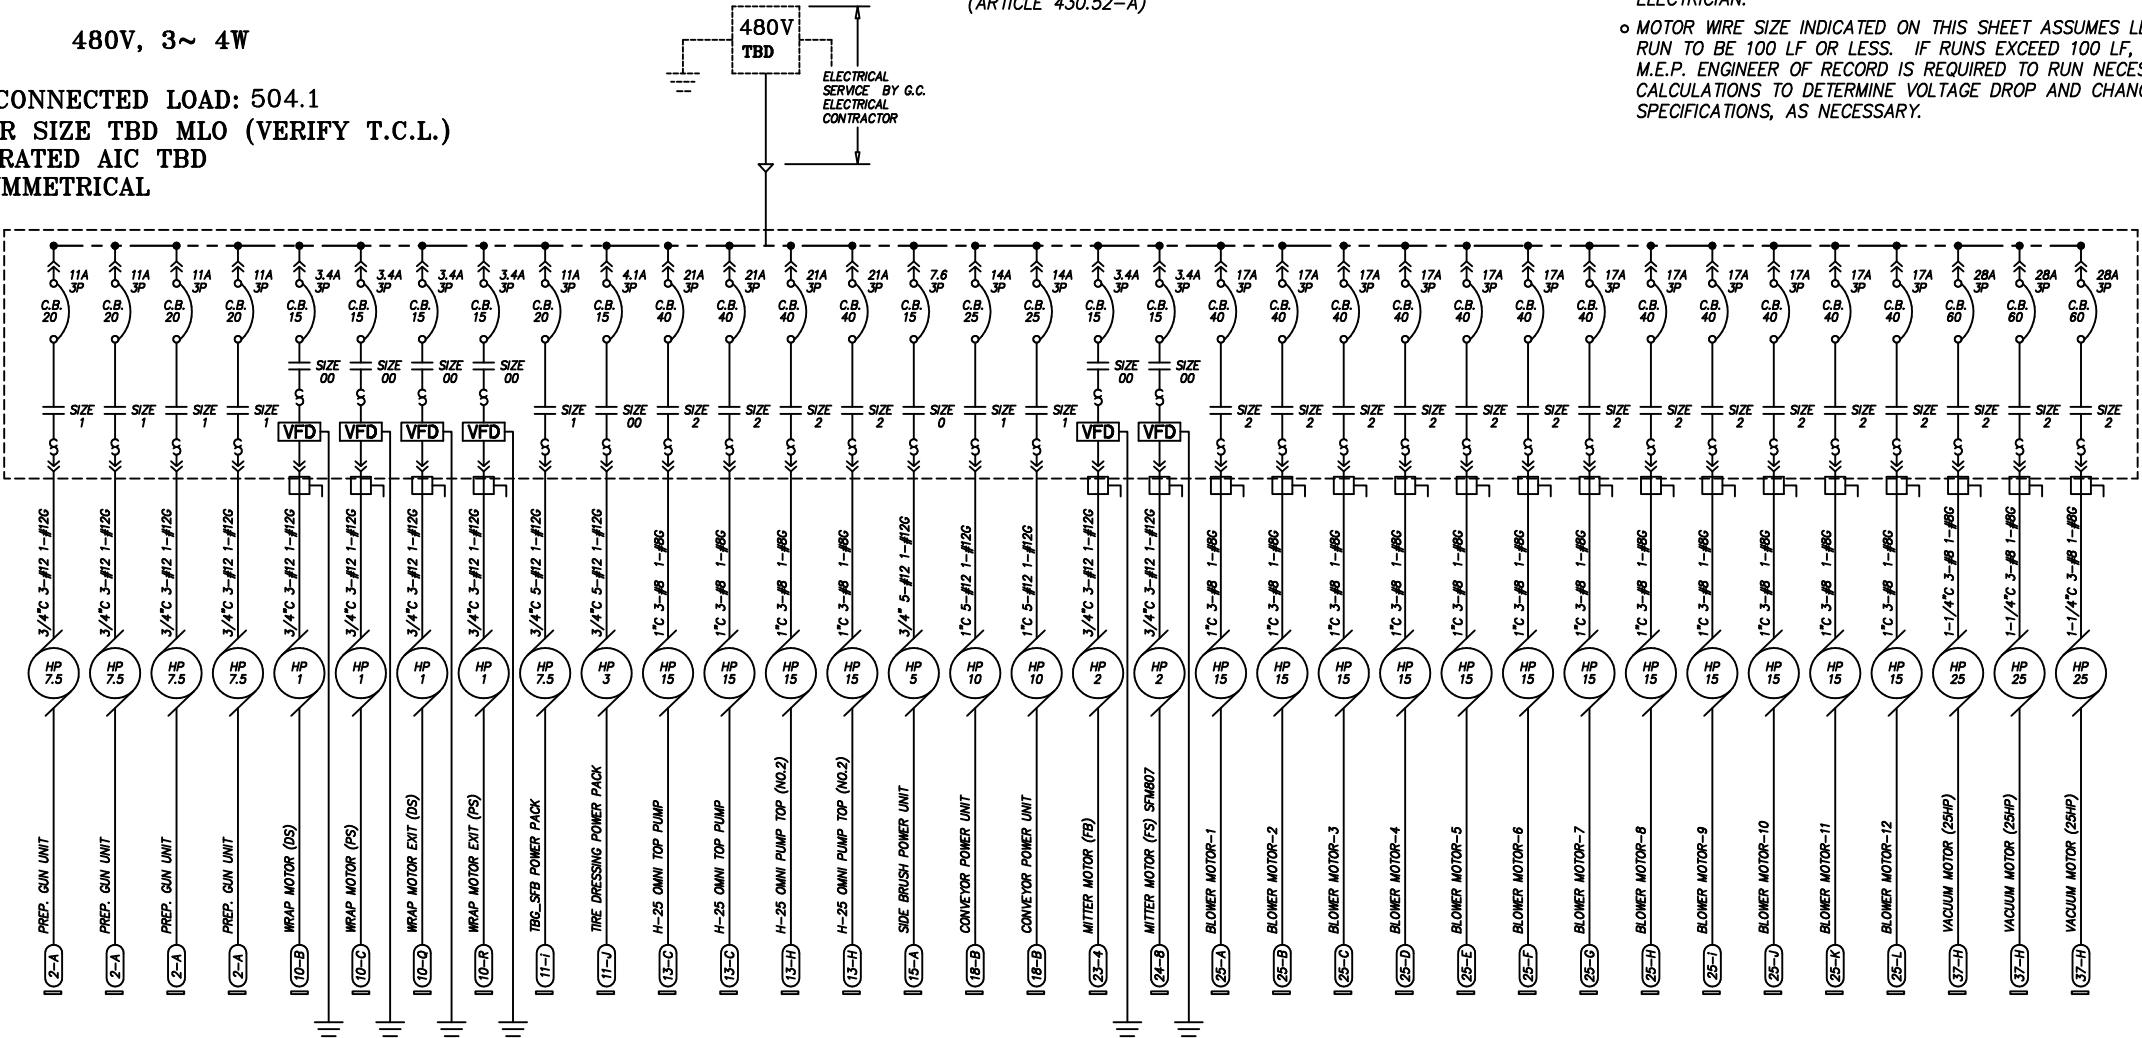 (ARTICLE 430.52-A)
480V, 3~ 4W
CONNECTED LOAD: 504.1
R SIZE TBD MLO (VERIFY T.C.L.)
RATED AIC TBD
YMMETRICAL
480V
TBD
ELECTRICAL
SERVICE BY G.C.
ELECTRICAL
CONTRACTOR
ELECTRICIAN.
o MOTOR WIRE SIZE INDICATED ON THIS SHEET ASSUMES LE
RUN TO BE 100 LF OR LESS. IF RUNS EXCEED 100 LF,
M.E.P. ENGINEER OF RECORD IS REQUIRED TO RUN NECES
CALCULATIONS TO DETERMINE VOLTAGE DROP AND CHANG
SPECIFICATIONS, AS NECESSARY.
11A 11A 11A 11A 3.4A 3.4A 3.4A 3.4A 11A 4.1A 21A 21A 21A 21A 7.6 14A 14A 3.4A 3.4A 17A 17A 17A 17A 17A 17A 17A 17A 17A 17A 17A 17A 28A 28A 28A
3P 3P 3P 3P 3P 3P 3P 3P 3P 3P 3P 3P 3P 3P 3P 3P 3P 3P 3P 3P 3P 3P 3P 3P 3P 3P 3P 3P 3P 3P 3P 3P 3P 3P
C.B. C.B. C.B. C.B. C.B. C.B. C.B. C.B. C.B. C.B. C.B. C.B. C.B. C.B. C.B. C.B. C.B. C.B. C.B. C.B. C.B. C.B. C.B. C.B. C.B. C.B. C.B. C.B. C.B. C.B. C.B. C.B. C.B. C.B.
20 20 20 20 15 15 15 15 20 15 40 40 40 40 15 25 25 15 15 40 40 40 40 40 40 40 40 40 40 40 40 60 60 60
SIZE SIZE SIZE SIZE SIZE SIZE
00 00 00 00 00 00
SIZE SIZE SIZE SIZE SIZE SIZE SIZE SIZE SIZE SIZE SIZE SIZE SIZE SIZE SIZE SIZE SIZE SIZE SIZE SIZE SIZE SIZE SIZE SIZE SIZE SIZE SIZE SIZE
1 1 1 1 1 00 2 2 2 2 0 1 1 2 2 2 2 2 2 2 2 2 2 2 2 2 2 2
VFD VFD VFD VFD VFD VFD
3/4"C 3-#12 1-#12G
3/4"C 3-#12 1-#12G
3/4"C 3-#12 1-#12G
3/4"C 3-#12 1-#12G
3/4"C 3-#12 1-#12G
3/4"C 3-#12 1-#12G
3/4"C 3-#12 1-#12G
3/4"C 3-#12 1-#12G
3/4"C 5-#12 1-#12G
3/4"C 5-#12 1-#12G
1"C 3-#8 1-#8G
1"C 3-#8 1-#8G
1"C 3-#8 1-#8G
1"C 3-#8 1-#8G
3/4" 5-#12 1-#12G
1"C 5-#12 1-#12G
1"C 5-#12 1-#12G
3/4"C 3-#12 1-#12G
3/4"C 3-#12 1-#12G
1"C 3-#8 1-#8G
1"C 3-#8 1-#8G
1"C 3-#8 1-#8G
1"C 3-#8 1-#8G
1"C 3-#8 1-#8G
1"C 3-#8 1-#8G
1"C 3-#8 1-#8G
1"C 3-#8 1-#8G
1"C 3-#8 1-#8G
1"C 3-#8 1-#8G
1"C 3-#8 1-#8G
1"C 3-#8 1-#8G
1-1/4"C 3-#8 1-#8G
1-1/4"C 3-#8 1-#8G
1-1/4"C 3-#8 1-#8G
HP HP HP HP HP HP HP HP HP HP HP HP HP HP HP HP HP HP HP HP HP HP HP HP HP HP HP HP HP HP HP HP HP HP
7.5 7.5 7.5 7.5 1 1 1 1 7.5 3 15 15 15 15 5 10 10 2 2 15 15 15 15 15 15 15 15 15 15 15 15 25 25 25
PREP. GUN UNIT
PREP. GUN UNIT
PREP. GUN UNIT
PREP. GUN UNIT
WRAP MOTOR (DS)
WRAP MOTOR (PS)
WRAP MOTOR EXIT (DS)
WRAP MOTOR EXIT (PS)
TBG_SFB POWER PACK
TIRE DRESSING POWER PACK
H-25 OMNI TOP PUMP
H-25 OMNI TOP PUMP
H-25 OMNI PUMP TOP (NO.2)
H-25 OMNI PUMP TOP (NO.2)
SIDE BRUSH POWER UNIT
CONVEYOR POWER UNIT
CONVEYOR POWER UNIT
MITTER MOTOR (FB)
MITTER MOTOR (FS) SFM807
BLOWER MOTOR-1
BLOWER MOTOR-2
BLOWER MOTOR-3
BLOWER MOTOR-4
BLOWER MOTOR-5
BLOWER MOTOR-6
BLOWER MOTOR-7
BLOWER MOTOR-8
BLOWER MOTOR-9
BLOWER MOTOR-10
BLOWER MOTOR-11
BLOWER MOTOR-12
VACUUM MOTOR (25HP)
VACUUM MOTOR (25HP)
VACUUM MOTOR (25HP)
2-A
2-A
2-A
2-A
10-B
10-C
10-Q
10-R
11-i
11-J
13-C
13-C
13-H
13-H
15-A
18-B
18-B
23-4
24-8
25-A
25-B
25-C
25-D
25-E
25-F
25-G
25-H
25-I
25-J
25-K
25-L
37-H
37-H
37-H